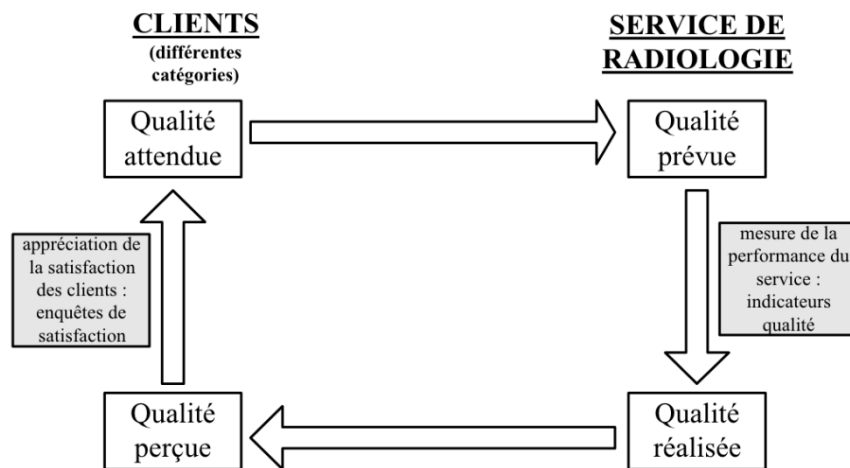 CLIENTS
(différentes
catégories)
SERVICE DE
RADIOLOGIE
Qualité
attendue
Qualité
prévue
appréciation de
la satisfaction
des clients :
enquêtes de
satisfaction
mesure de la
performance du
service :
indicateurs
qualité
Qualité
perçue
Qualité
réalisée